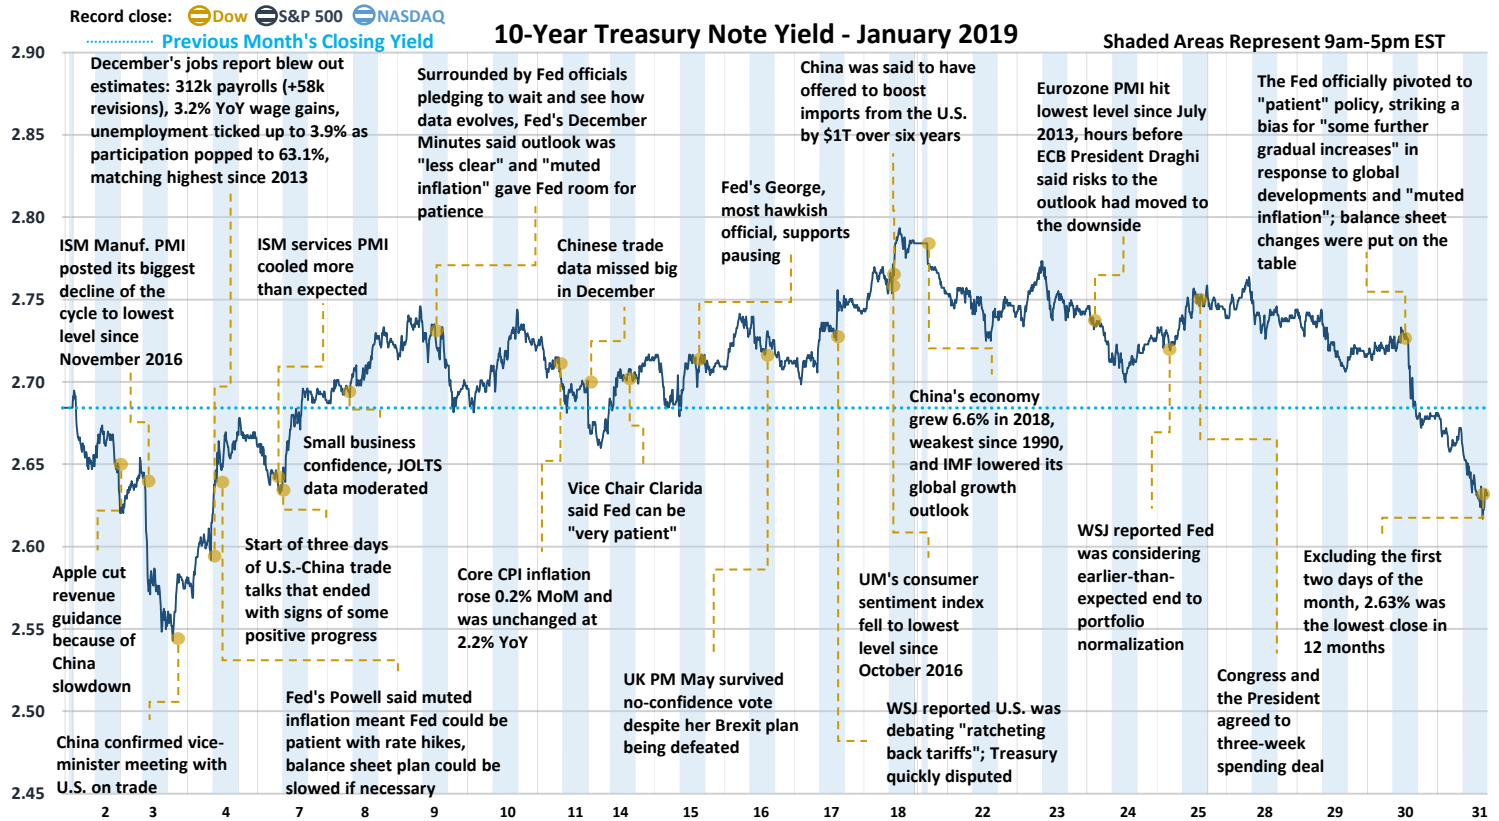 Record close: Dow S&P 500 NASDAQ
Previous Month's Closing Yield
10-Year Treasury Note Yield - January 2019
Shaded Areas Represent 9am-5pm EST
2.90
2.85
2.80
2.75
2.70
2.65
2.60
2.55
2.50
2.45
December's jobs report blew out
estimates: 312k payrolls (+58k
revisions), 3.2% YoY wage gains,
unemployment ticked up to 3.9% as
participation popped to 63.1%,
matching highest since 2013
Surrounded by Fed officials
pledging to wait and see how
data evolves, Fed's December
Minutes said outlook was
"less clear" and "muted
inflation" gave Fed room for
patience
China was said to have
offered to boost
imports from the U.S.
by $1T over six years
Eurozone PMI hit
lowest level since July
2013, hours before
ECB President Draghi
said risks to the
outlook had moved to
the downside
The Fed officially pivoted to
"patient" policy, striking a
bias for "some further
gradual increases" in
response to global
developments and "muted
inflation"; balance sheet
changes were put on the
table
ISM Manuf. PMI
posted its biggest
decline of the
cycle to lowest
level since
November 2016
ISM services PMI
cooled more
than expected
Chinese trade
data missed big
in December
Fed's George,
most hawkish
official, supports
pausing
Small business
confidence, JOLTS
data moderated
China's economy
grew 6.6% in 2018,
weakest since 1990,
and IMF lowered its
global growth
outlook
Vice Chair Clarida
said Fed can be
"very patient"
Apple cut
revenue
guidance
because of
China
slowdown
Start of three days
of U.S.-China trade
talks that ended
with signs of some
positive progress
Core CPI inflation
rose 0.2% MoM and
was unchanged at
2.2% YoY
UM's consumer
sentiment index
fell to lowest
level since
October 2016
WSJ reported Fed
was considering
earlier-than-
expected end to
portfolio
normalization
Excluding the first
two days of the
month, 2.63% was
the lowest close in
12 months
China confirmed vice-
minister meeting with
U.S. on trade
Fed's Powell said muted
inflation meant Fed could be
patient with rate hikes,
balance sheet plan could be
slowed if necessary
UK PM May survived
no-confidence vote
despite her Brexit plan
being defeated
WSJ reported U.S. was
debating "ratcheting
back tariffs"; Treasury
quickly disputed
Congress and
the President
agreed to
three-week
spending deal
2 3 4 7 8 9 10 11 14 15 16 17 18 22 23 24 25 28 29 30 31